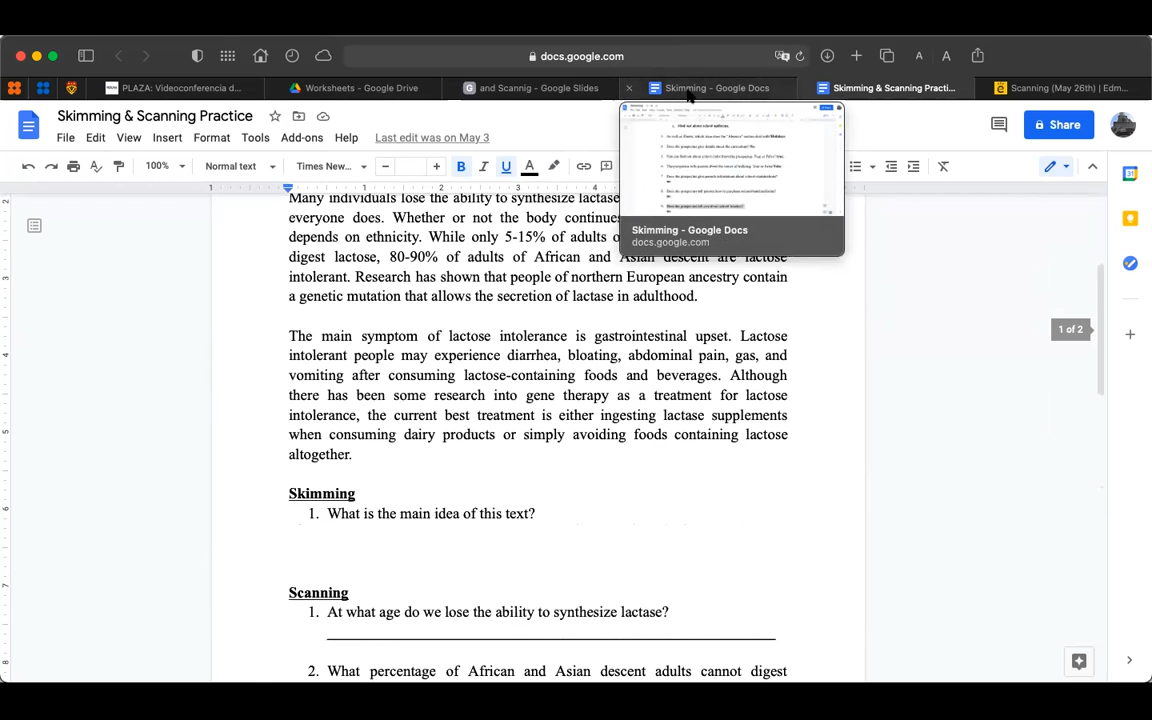 docs.google.com
PLAZA: Videoconferencia d...
Worksheets - Google Drive
and Scannig - Google Slides
Skimming - Google Docs
Skimming & Scanning Practi...
Scanning (May 26th) | Edm...
Skimming & Scanning Practice
File Edit View Insert Format Tools Add-ons Help Last edit was on May 3
Share
100% Normal text Times New...
B I U A
Skimming - Google Docs
docs.google.com
Many individuals lose the ability to synthesize lactase
everyone does. Whether or not the body continues
depends on ethnicity. While only 5-15% of adults
digest lactose, 80-90% of adults of African and Asian descent are lactose
intolerant. Research has shown that people of northern European ancestry contain
a genetic mutation that allows the secretion of lactase in adulthood.
The main symptom of lactose intolerance is gastrointestinal upset. Lactose
intolerant people may experience diarrhea, bloating, abdominal pain, gas, and
vomiting after consuming lactose-containing foods and beverages. Although
there has been some research into gene therapy as a treatment for lactose
intolerance, the current best treatment is either ingesting lactase supplements
when consuming dairy products or simply avoiding foods containing lactose
altogether.
Skimming
1. What is the main idea of this text?
Scanning
1. At what age do we lose the ability to synthesize lactase?
2. What percentage of African and Asian descent adults cannot digest
1 of 2